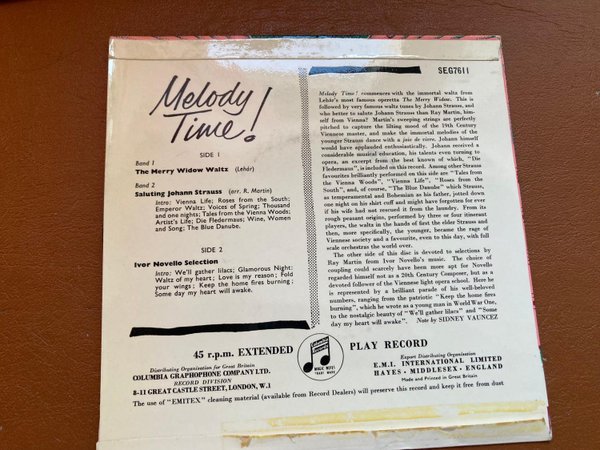 SEG7611
Melody
Time!
SIDE 1
Band 1
The Merry Widow Waltz (Lehár)
Band 2
Saluting Johann Strauss (arr. R. Martin)
Intro: Vienna Life; Roses from the South;
Emperor Waltz; Voices of Spring; Thousand
and one nights; Tales from the Vienna Woods;
Artist's Life; Die Fledermaus; Wine, Women
and Song; The Blue Danube.
SIDE 2
Ivor Novello Selection
Intro: We'll gather lilacs; Glamorous Night;
Waltz of my heart; Love is my reason; Fold
your wings; Keep the home fires burning;
Some day my heart will awake.
Melody Time! commences with the immortal waltz from
Lehár's most famous operetta The Merry Widow. This is
followed by very famous waltz tunes by Johann Strauss, and
who better to salute Johann Strauss than Ray Martin, him-
self from Vienna? Martin's sweeping strings are perfectly
pitched to capture the lilting mood of the 19th Century
Viennese master, and make the immortal melodies of the
younger Strauss dance with a joie de vivre. Johann himself
would have applauded enthusiastically. Johann received a
considerable musical education, his talents even turning to
opera, an excerpt from the best known of which, "Die
Fledermaus", is included on this record. Among other Strauss
favourites brilliantly performed on this side are "Tales from
the Vienna Woods", "Vienna Life", "Roses from the
South", and, of course, "The Blue Danube" which Strauss,
as temperamental and Bohemian as his father, jotted down
one night on his shirt cuff and might have forgotten for ever
if his wife had not rescued it from the laundry. From its
rough peasant origins, performed by three or four itinerant
players, the waltz in the hands of first the elder Strauss and
then, more specifically, the younger, became the rage of
Viennese society and a favourite, even to this day, with full
scale orchestras the world over.
The other side of this disc is devoted to selections by
Ray Martin from Ivor Novello's music. The choice of
coupling could scarcely have been more apt for Novello
regarded himself not as a 20th Century Composer, but as a
devoted follower of the Viennese light opera school. Here he
is represented by a brilliant parade of his well-beloved
numbers, ranging from the patriotic "Keep the home fires
burning", which he wrote as a young man in World War One,
to the nostalgic beauty of "We'll gather lilacs" and "Some
day my heart will awake".
Note by SIDNEY VAUNCEZ
45 r.p.m. EXTENDED PLAY RECORD
Distributing Organisation for Great Britain
COLUMBIA GRAPHOPHONE COMPANY LTD.
RECORD DIVISION
8-11 GREAT CASTLE STREET, LONDON, W.1
MAGIC NOTES
TRADE MARK
Export Distributing Organisation
E.M.I. INTERNATIONAL LIMITED
HAYES - MIDDLESEX - ENGLAND
Made and Printed in Great Britain
The use of "EMITEX" cleaning material (available from Record Dealers) will preserve this record and keep it free from dust